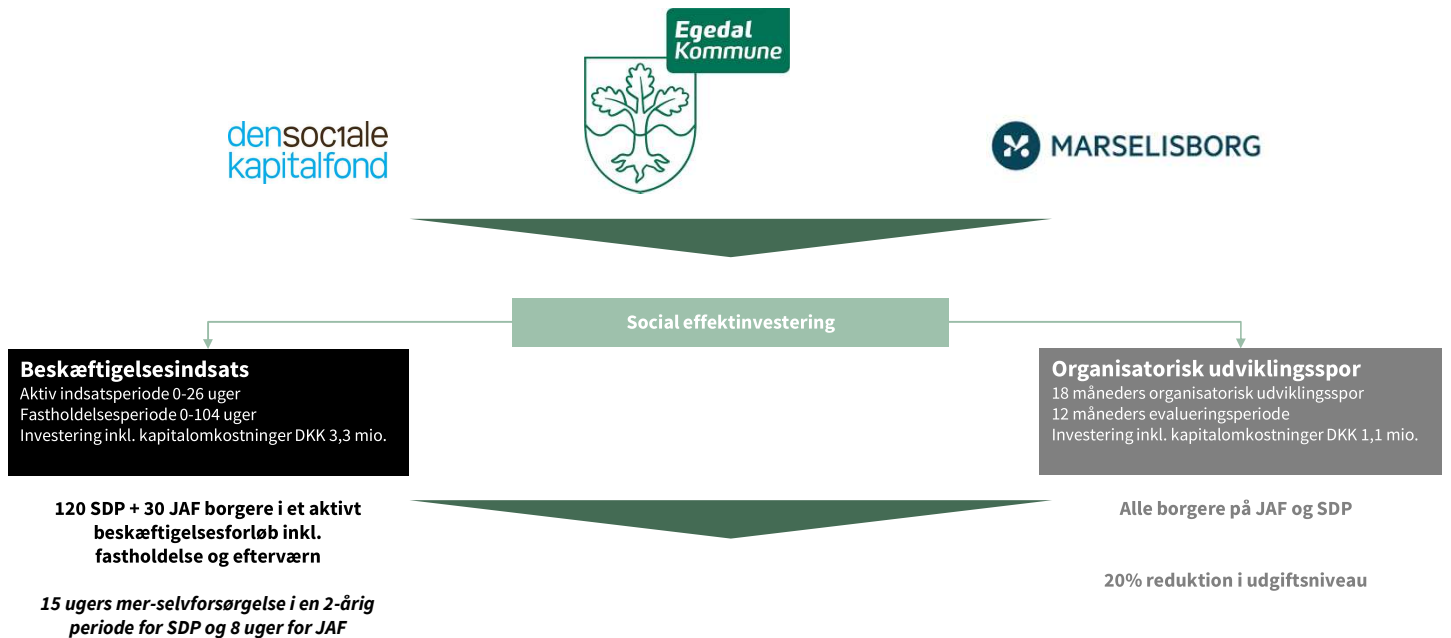 Egedal
Kommune
densoc1ale
kapitalfond
MARSELISBORG
Social effektinvestering
Beskæftigelsesindsats
Aktiv indsatsperiode 0-26 uger
Fastholdelsesperiode 0-104 uger
Investering inkl. kapitalomkostninger DKK 3,3 mio.
Organisatorisk udviklingsspor
18 måneders organisatorisk udviklingsspor
12 måneders evalueringsperiode
Investering inkl. kapitalomkostninger DKK 1,1 mio.
120 SDP + 30 JAF borgere i et aktivt
beskæftigelsesforløb inkl.
fastholdelse og efterværn
15 ugers mer-selvforsørgelse i en 2-årig
periode for SDP og 8 uger for JAF
Alle borgere på JAF og SDP
20% reduktion i udgiftsniveau